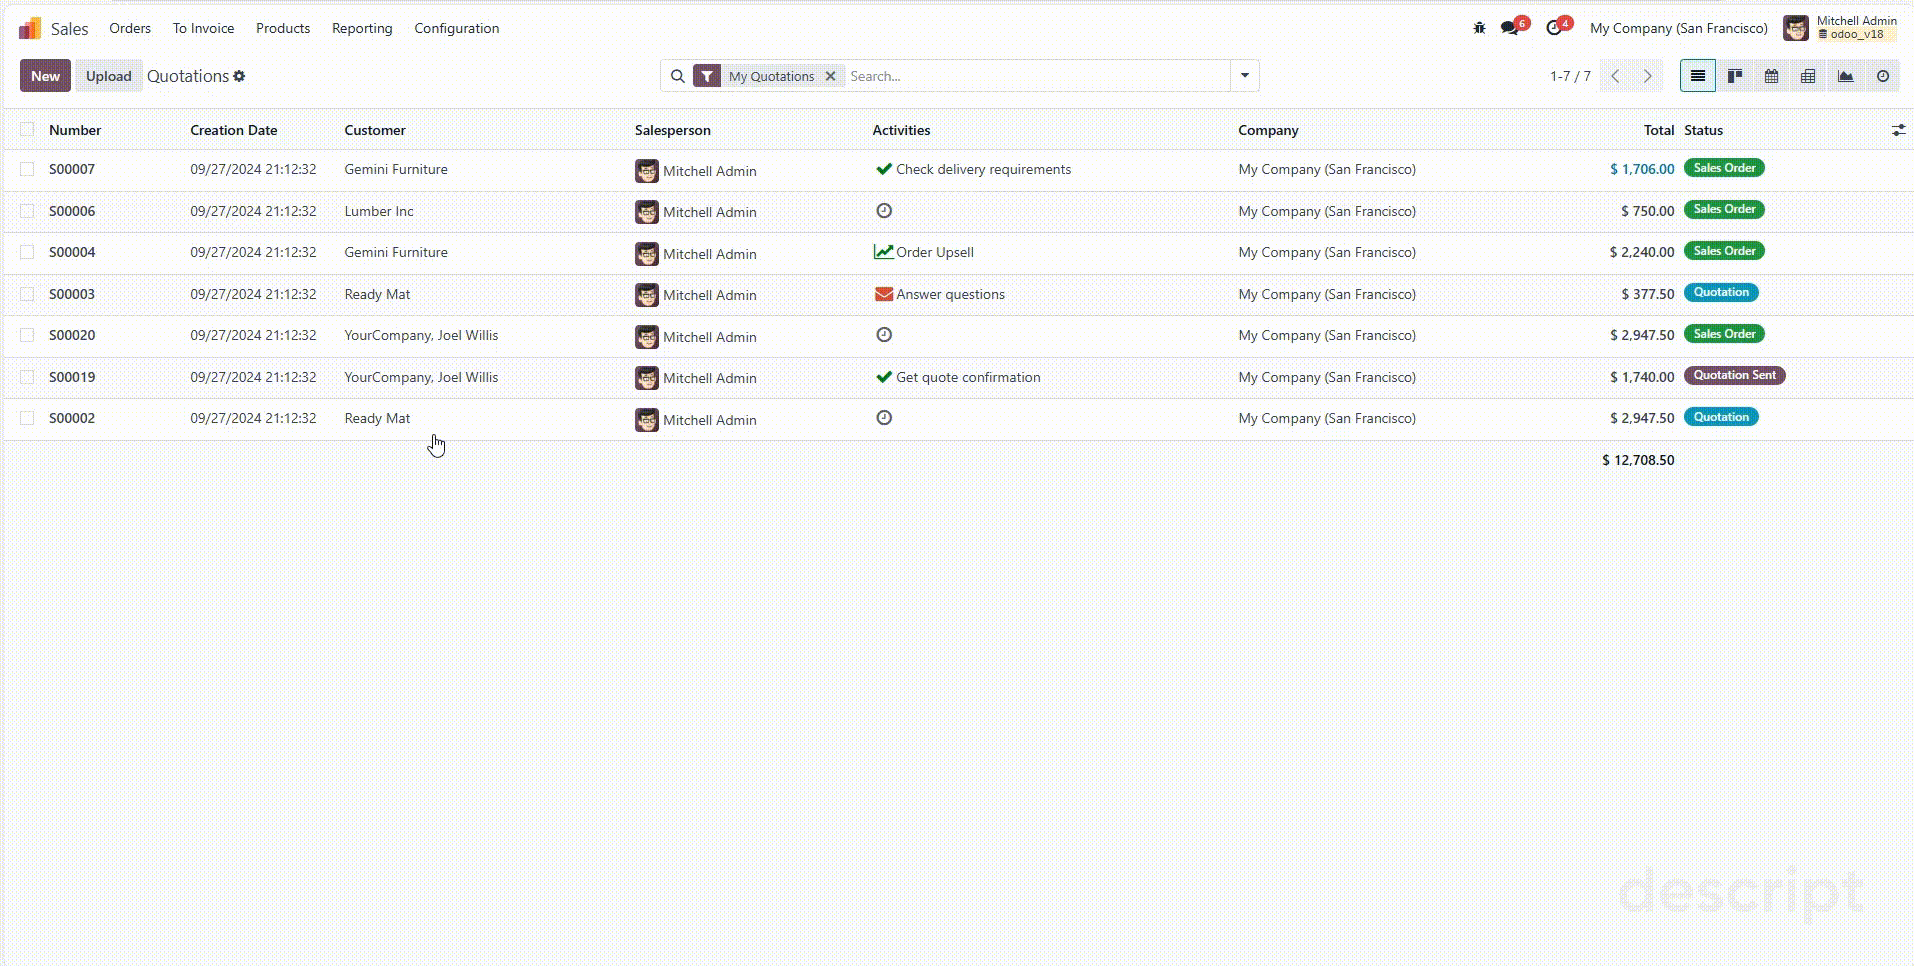 Sales Orders To Invoice Products Reporting Configuration 6 4 My Company (San Francisco) Mitchell Admin
odoo_v18
New Upload Quotations My Quotations Search... 1-7 / 7
Number Creation Date Customer Salesperson Activities Company Total Status
S00007 09/27/2024 21:12:32 Gemini Furniture Mitchell Admin Check delivery requirements My Company (San Francisco) $ 1,706.00 Sales Order
S00006 09/27/2024 21:12:32 Lumber Inc Mitchell Admin My Company (San Francisco) $ 750.00 Sales Order
S00004 09/27/2024 21:12:32 Gemini Furniture Mitchell Admin Order Upsell My Company (San Francisco) $ 2,240.00 Sales Order
S00003 09/27/2024 21:12:32 Ready Mat Mitchell Admin Answer questions My Company (San Francisco) $ 377.50 Quotation
S00020 09/27/2024 21:12:32 YourCompany, Joel Willis Mitchell Admin My Company (San Francisco) $ 2,947.50 Sales Order
S00019 09/27/2024 21:12:32 YourCompany, Joel Willis Mitchell Admin Get quote confirmation My Company (San Francisco) $ 1,740.00 Quotation Sent
S00002 09/27/2024 21:12:32 Ready Mat Mitchell Admin My Company (San Francisco) $ 2,947.50 Quotation
$ 12,708.50
descript